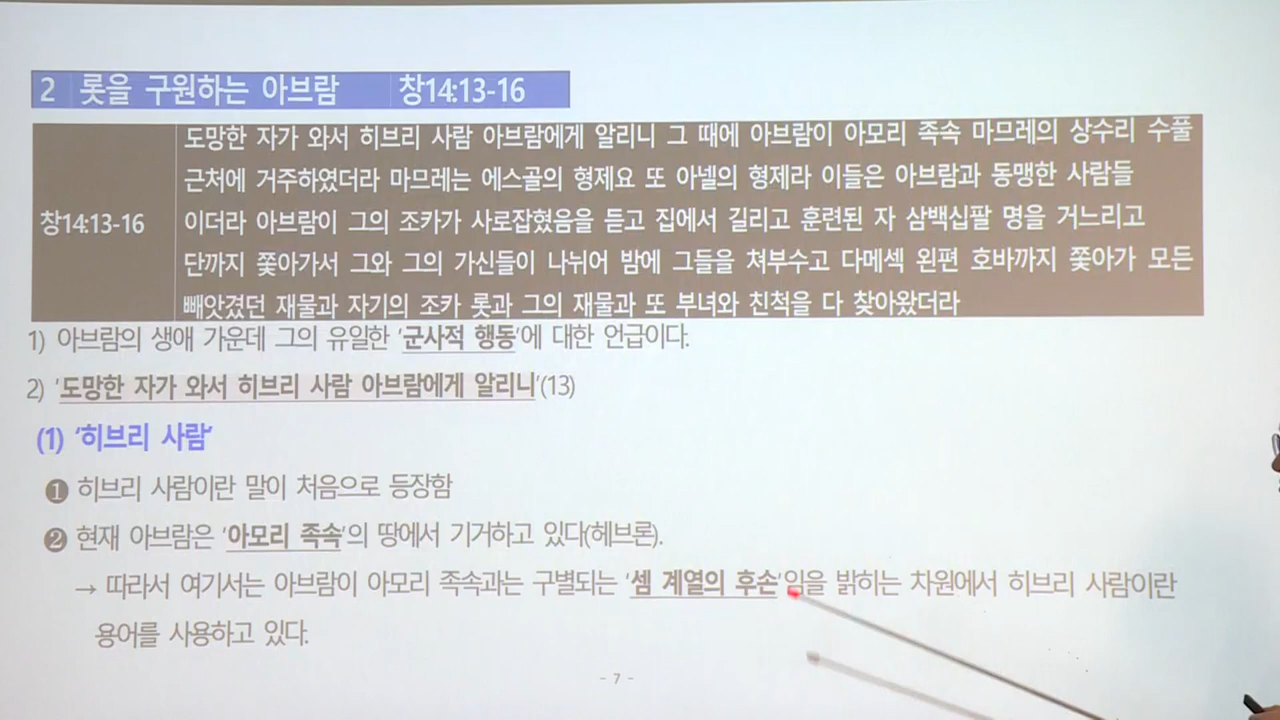 2 롯을 구원하는 아브람 창14:13-16
창14:13-16
도망한 자가 와서 히브리 사람 아브람에게 알리니 그 때에 아브람이 아모리 족속 마므레의 상수리 수풀
근처에 거주하였더라 마므레는 에스골의 형제요 또 아넬의 형제라 이들은 아브람과 동맹한 사람들
이더라 아브람이 그의 조카가 사로잡혔음을 듣고 집에서 길리고 훈련된 자 삼백십팔 명을 거느리고
단까지 쫓아가서 그와 그의 가신들이 나뉘어 밤에 그들을 쳐부수고 다메섹 왼편 호바까지 쫓아가 모든
빼앗겼던 재물과 자기의 조카 롯과 그의 재물과 또 부녀와 친척을 다 찾아왔더라
1) 아브람의 생애 가운데 그의 유일한 ‘군사적 행동’에 대한 언급이다.
2) ‘도망한 자가 와서 히브리 사람 아브람에게 알리니’(13)
(1) ‘히브리 사람’
❶ 히브리 사람이란 말이 처음으로 등장함
❷ 현재 아브람은 ‘아모리 족속’의 땅에서 기거하고 있다(헤브론).
→ 따라서 여기서는 아브람이 아모리 족속과는 구별되는 ‘셈 계열의 후손’임을 밝히는 차원에서 히브리 사람이란
용어를 사용하고 있다.
- 7 -